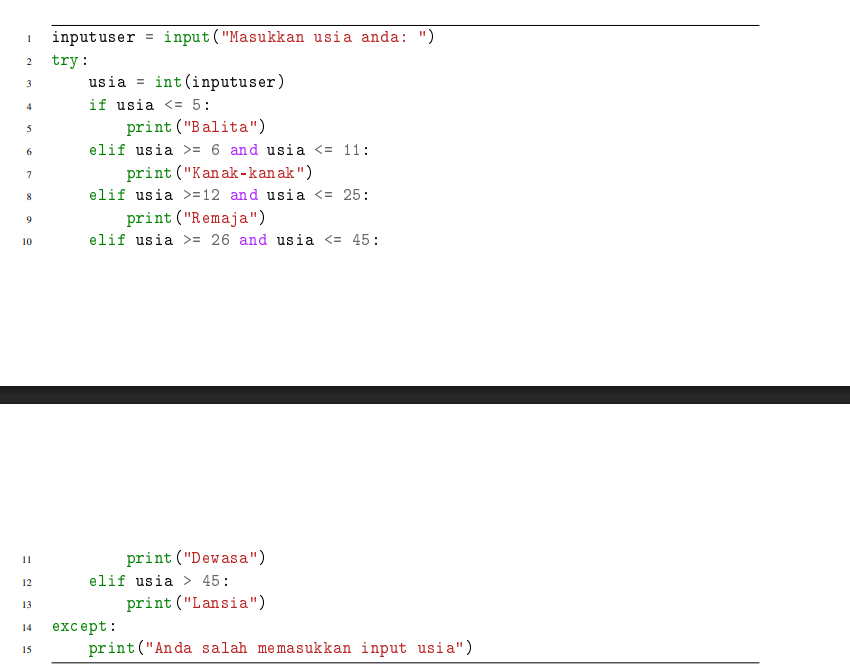 1 inputuser = input("Masukkan usia anda: ")
2 try:
3     usia = int(inputuser)
4     if usia <= 5:
5         print("Balita")
6     elif usia >= 6 and usia <= 11:
7         print("Kanak-kanak")
8     elif usia >=12 and usia <= 25:
9         print("Remaja")
10     elif usia >= 26 and usia <= 45:
11         print("Dewasa")
12     elif usia > 45:
13         print("Lansia")
14 except:
15     print("Anda salah memasukkan input usia")